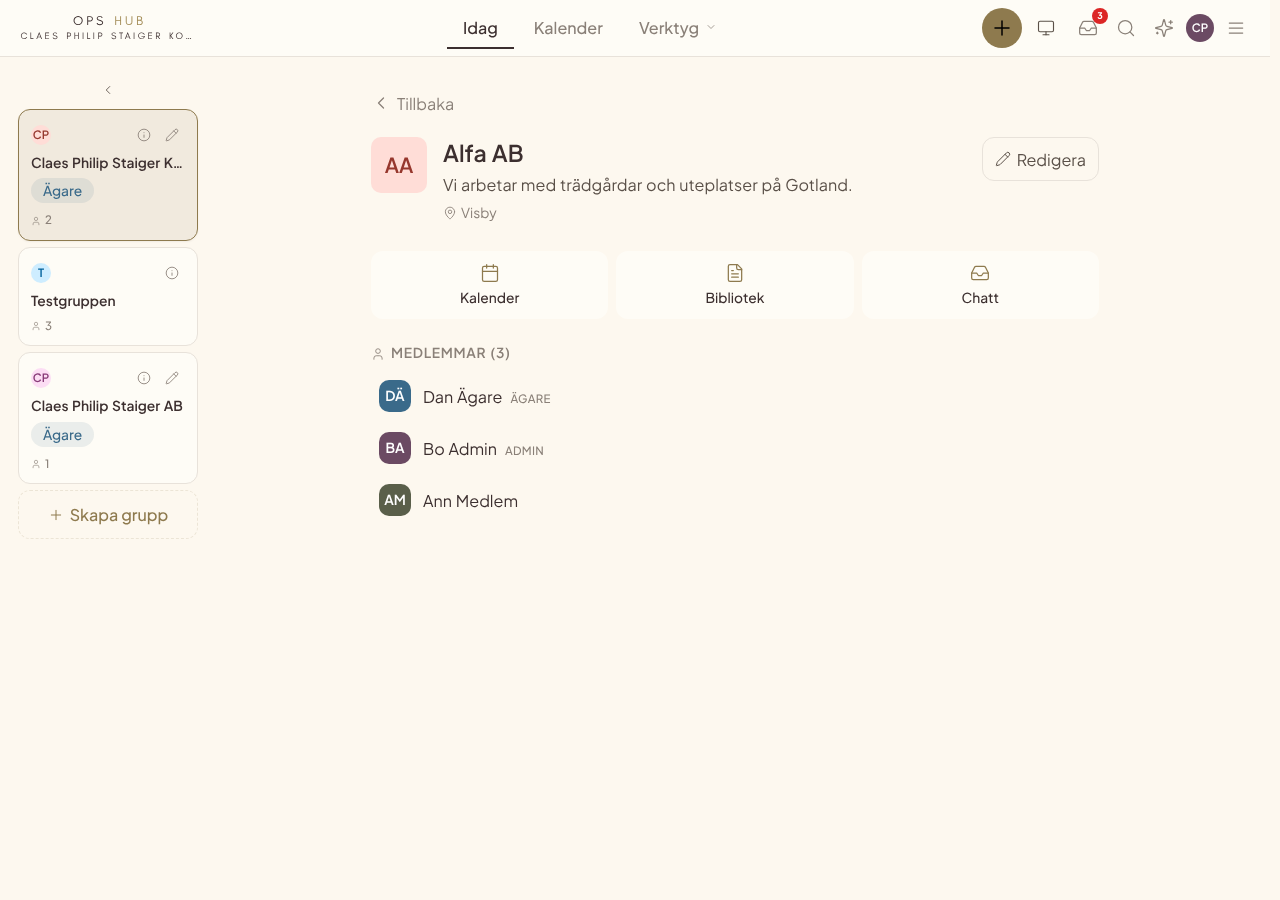 OPS HUB
CLAES PHILIP STAIGER KO…
Idag
Kalender
Verktyg
3
CP
CP
Claes Philip Staiger K…
Ägare
2
T
Testgruppen
3
CP
Claes Philip Staiger AB
Ägare
1
Skapa grupp
Tillbaka
AA
Alfa AB
Vi arbetar med trädgårdar och uteplatser på Gotland.
Visby
Redigera
Kalender
Bibliotek
Chatt
MEDLEMMAR (3)
DÄ
Dan Ägare ÄGARE
BA
Bo Admin ADMIN
AM
Ann Medlem